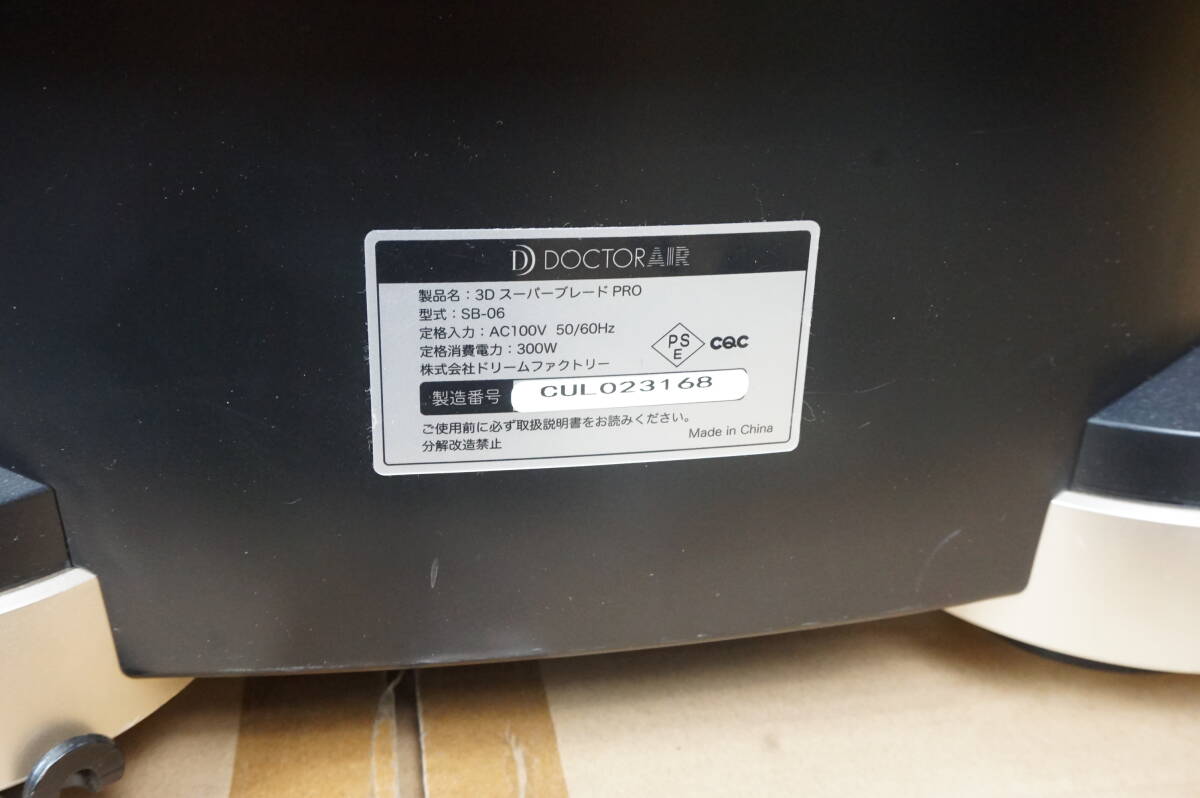 DOCTORAIR
製品名：3D スーパーブレード PRO
型式：SB-06
定格入力：AC100V 50/60Hz
定格消費電力：300W
株式会社ドリームファクトリー
PS
E
CQC
製造番号 CUL023168
ご使用前に必ず取扱説明書をお読みください。
分解改造禁止
Made in China